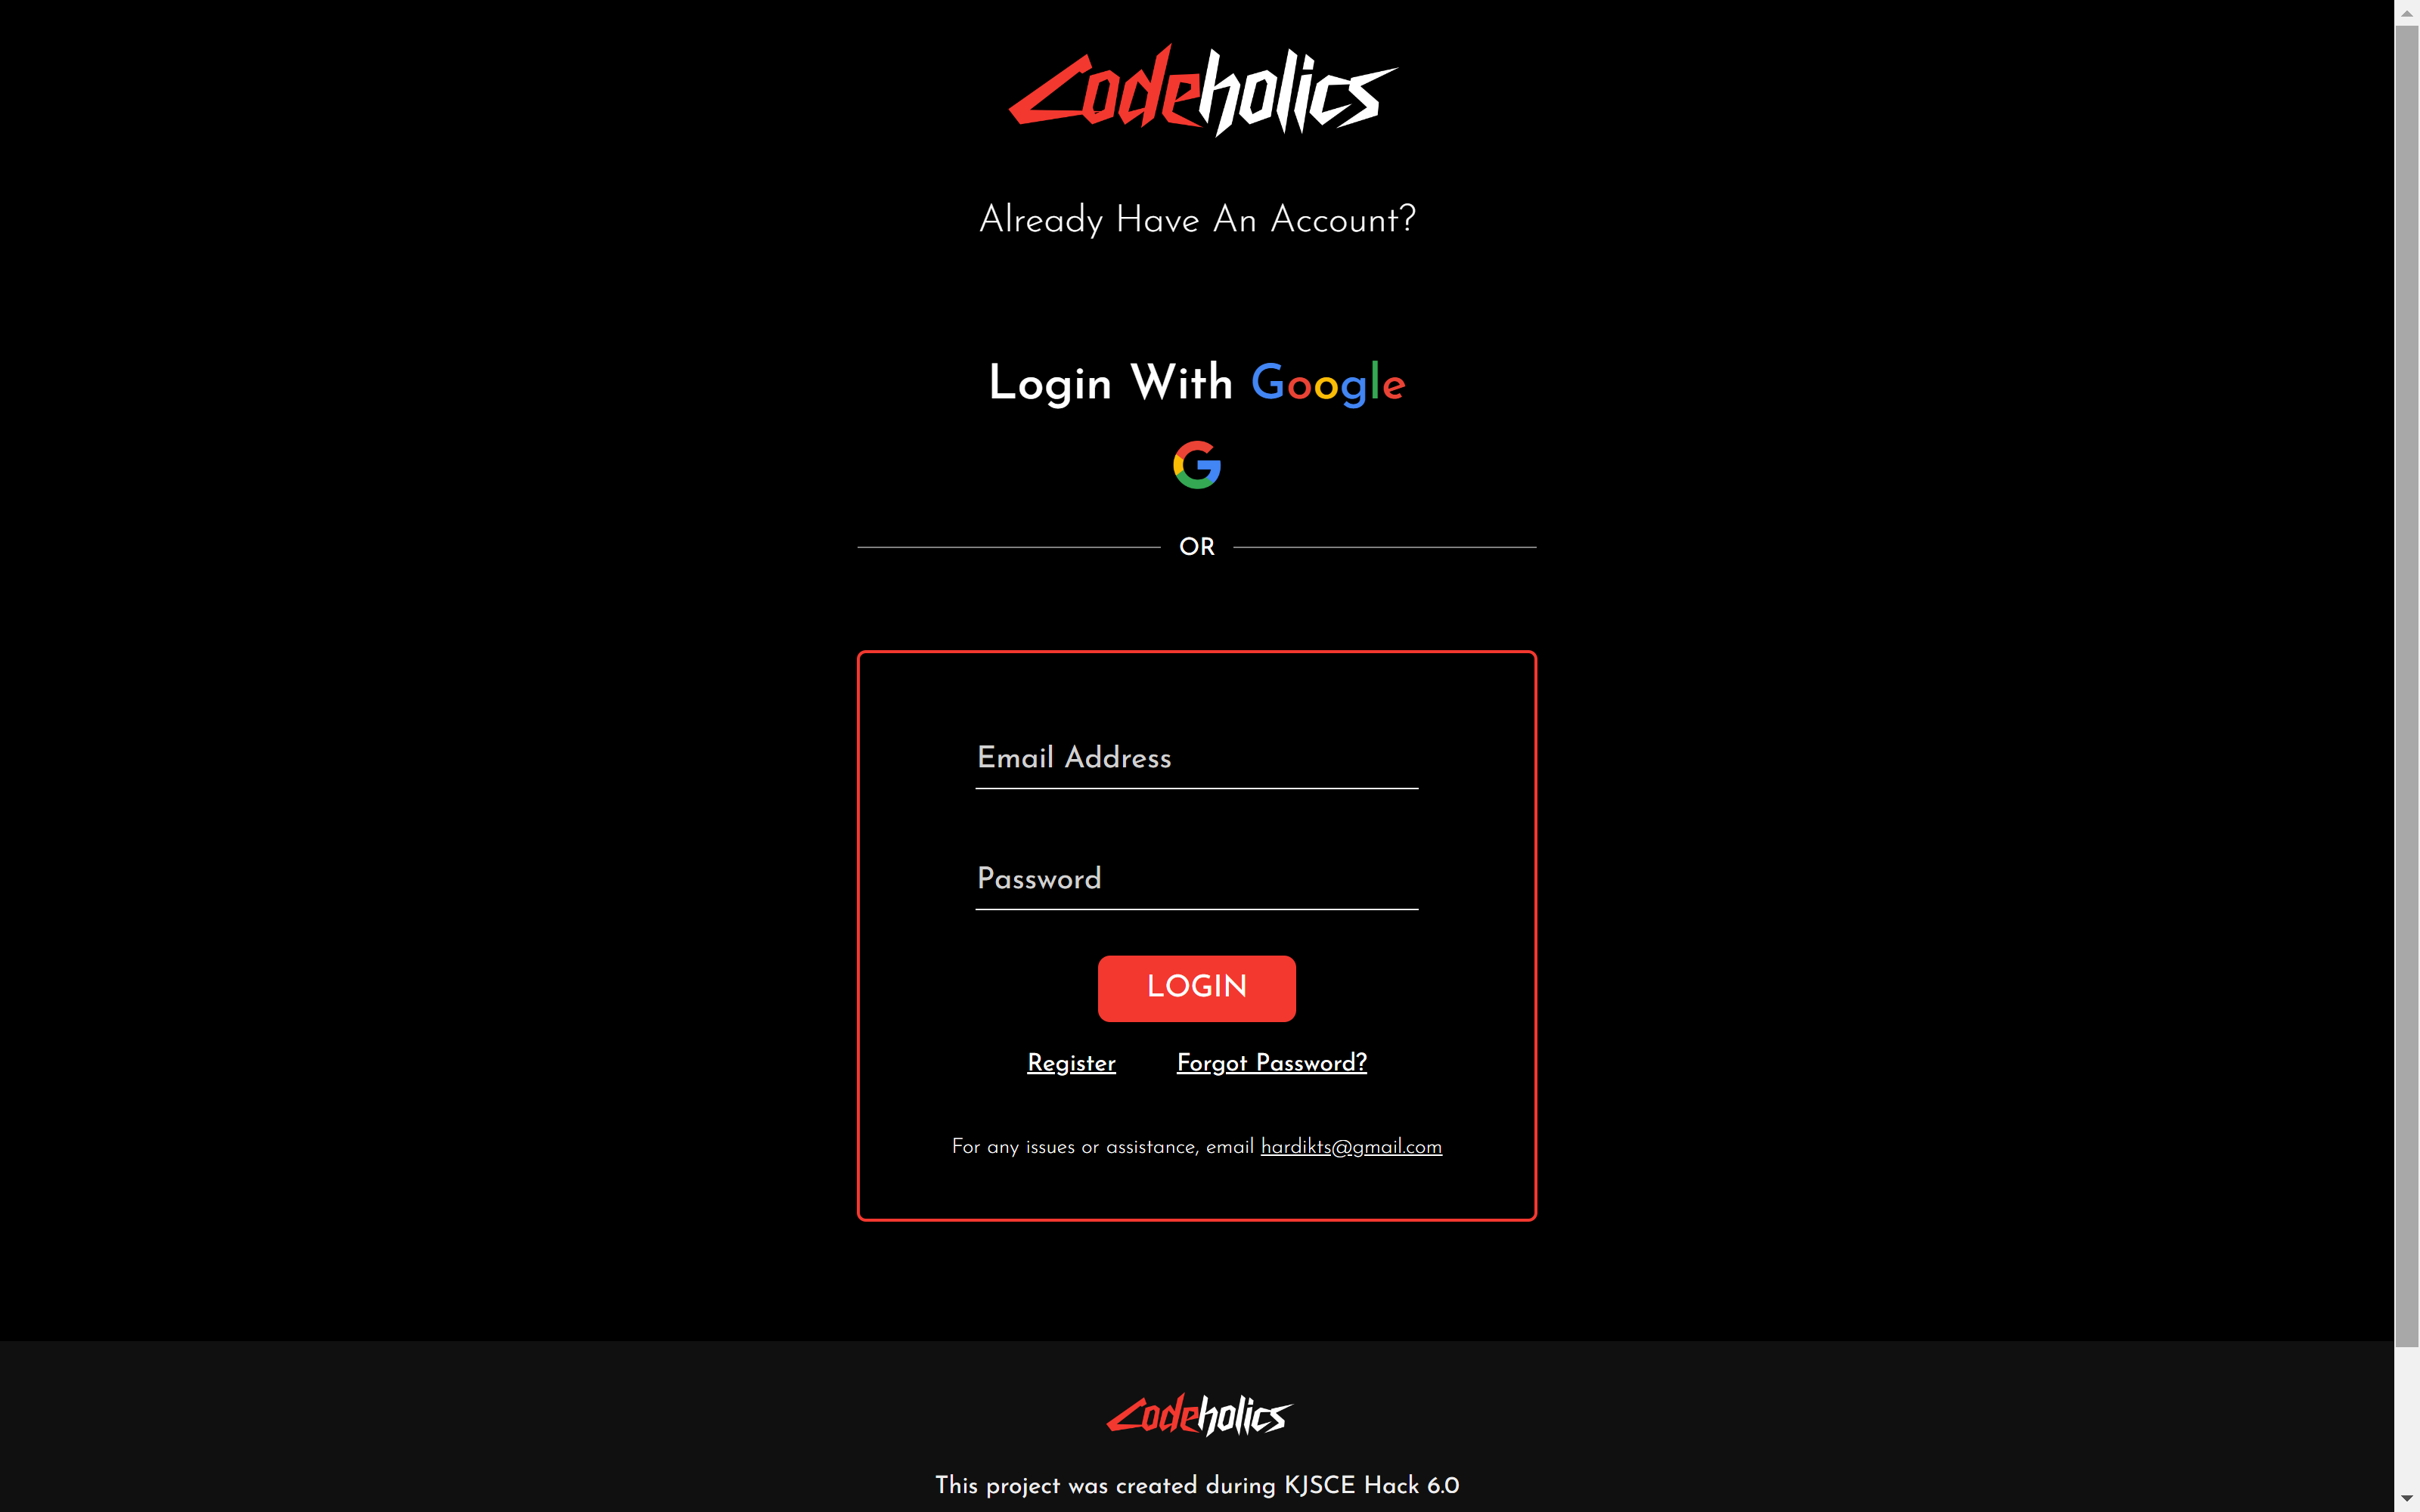 Codeholics
Already Have An Account?
Login With Google
OR
Email Address
Password
LOGIN
Register Forgot Password?
For any issues or assistance, email hardikts@gmail.com
Codeholics
This project was created during KJSCE Hack 6.0